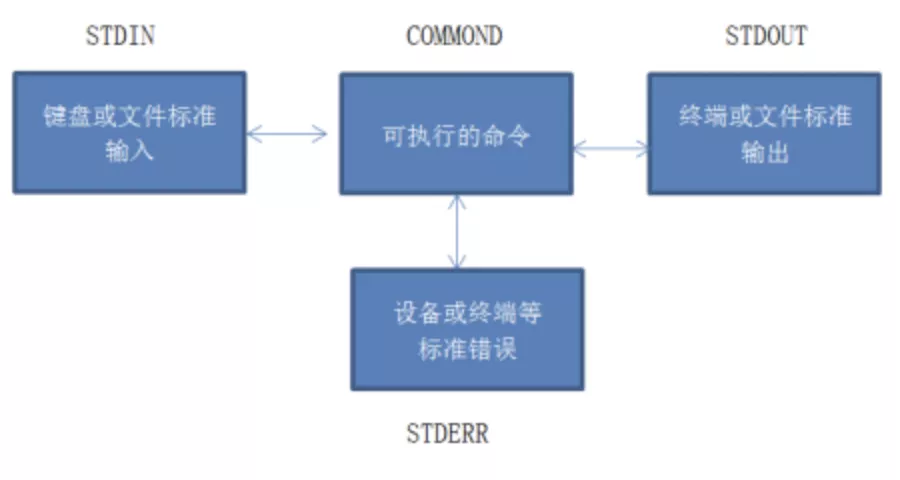 STDIN
COMMOND
STDOUT
键盘或文件标准
输入
可执行的命令
终端或文件标准
输出
设备或终端等
标准错误
STDERR